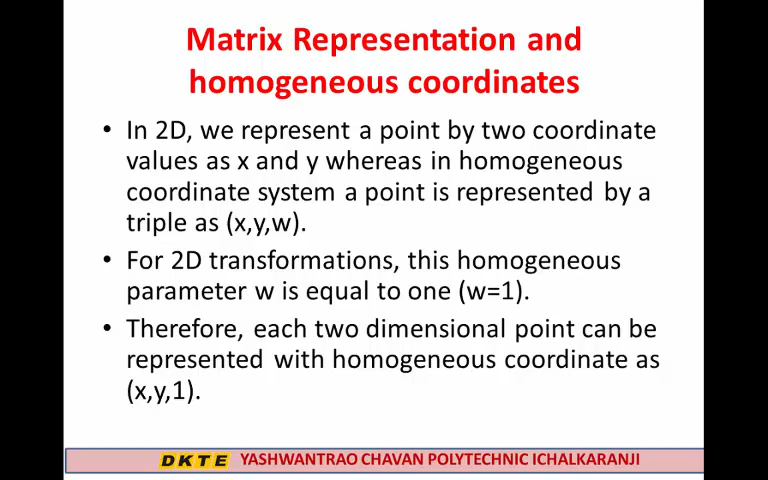 Matrix Representation and
homogeneous coordinates
• In 2D, we represent a point by two coordinate
values as x and y whereas in homogeneous
coordinate system a point is represented by a
triple as (x,y,w).
• For 2D transformations, this homogeneous
parameter w is equal to one (w=1).
• Therefore, each two dimensional point can be
represented with homogeneous coordinate as
(x,y,1).
DKTE YASHWANTRAO CHAVAN POLYTECHNIC ICHALKARANJI